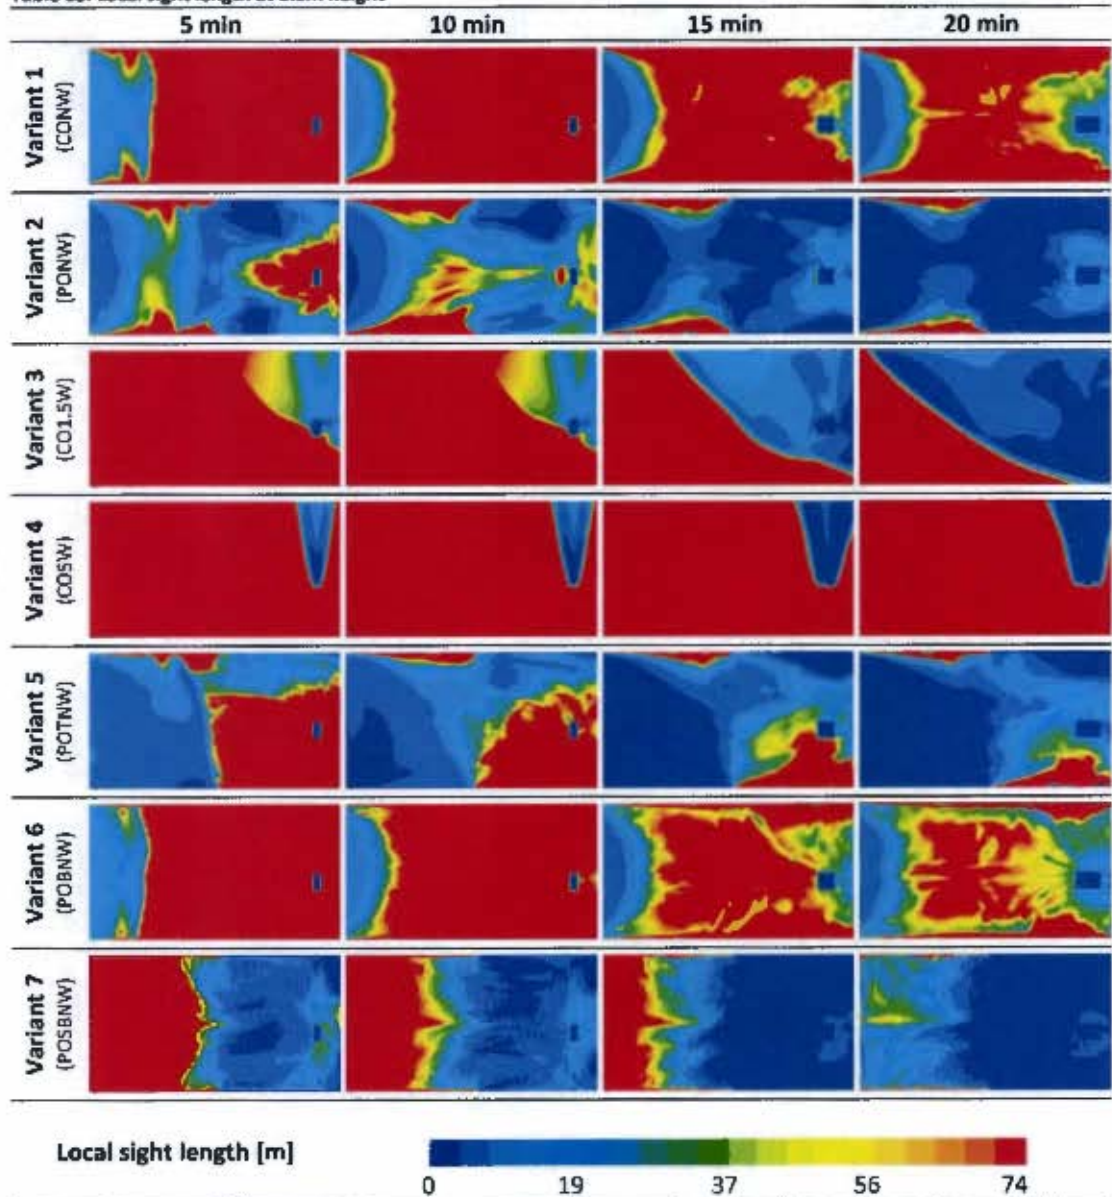 5 min 10 min 15 min 20 min
Variant 1
(CONW)
Variant 2
(PONW)
Variant 3
(CO1.5W)
Variant 4
(CO5W)
Variant 5
(POTNW)
Variant 6
(POBNW)
Variant 7
(POSBNW)
Local sight length [m]
0 19 37 56 74